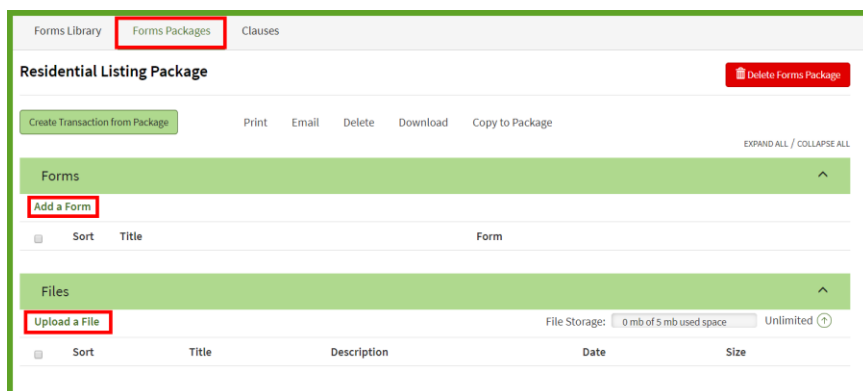 Forms Library Forms Packages Clauses
Residential Listing Package Delete Forms Package
Create Transaction from Package Print Email Delete Download Copy to Package
EXPAND ALL / COLLAPSE ALL
Forms
Add a Form
Sort Title Form
Files
Upload a File File Storage: 0 mb of 5 mb used space Unlimited
Sort Title Description Date Size